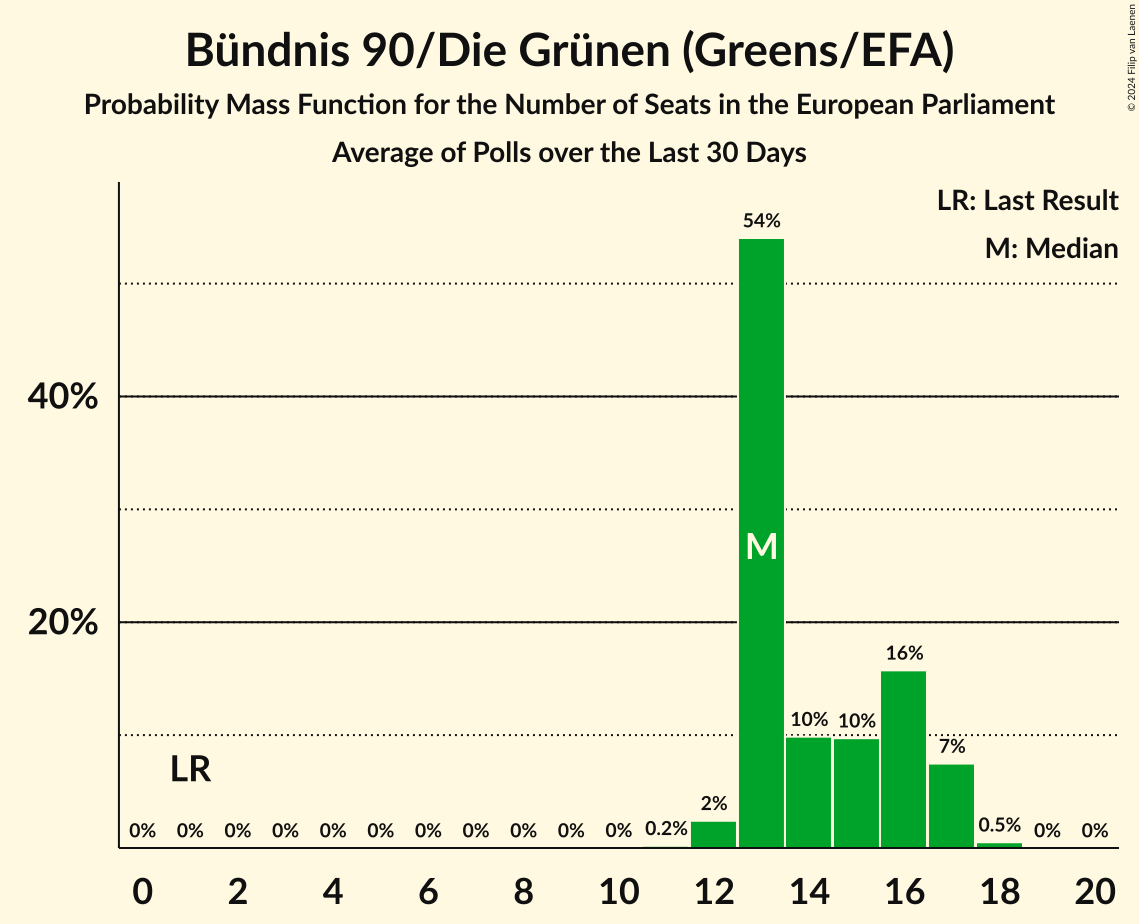 Bündnis 90/Die Grünen (Greens/EFA)
Probability Mass Function for the Number of Seats in the European Parliament
Average of Polls over the Last 30 Days
© 2024 Filip van Laenen
LR: Last Result
M: Median
54%
40%
M
20%
16%
10% 10%
7%
LR
2%
0% 0% 0% 0% 0% 0% 0% 0% 0% 0% 0% 0.2% 0.5% 0% 0%
0 2 4 6 8 10 12 14 16 18 20